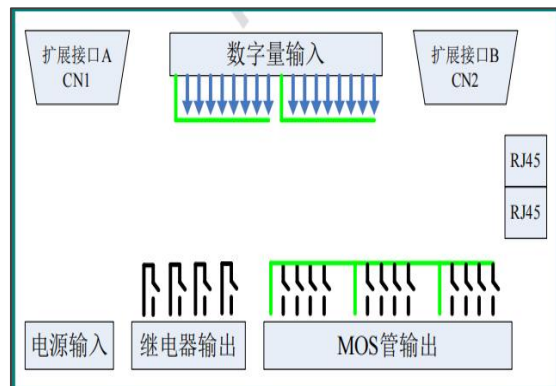 扩展接口A
CN1
数字量输入
扩展接口B
CN2
RJ45
RJ45
电源输入
继电器输出
MOS管输出